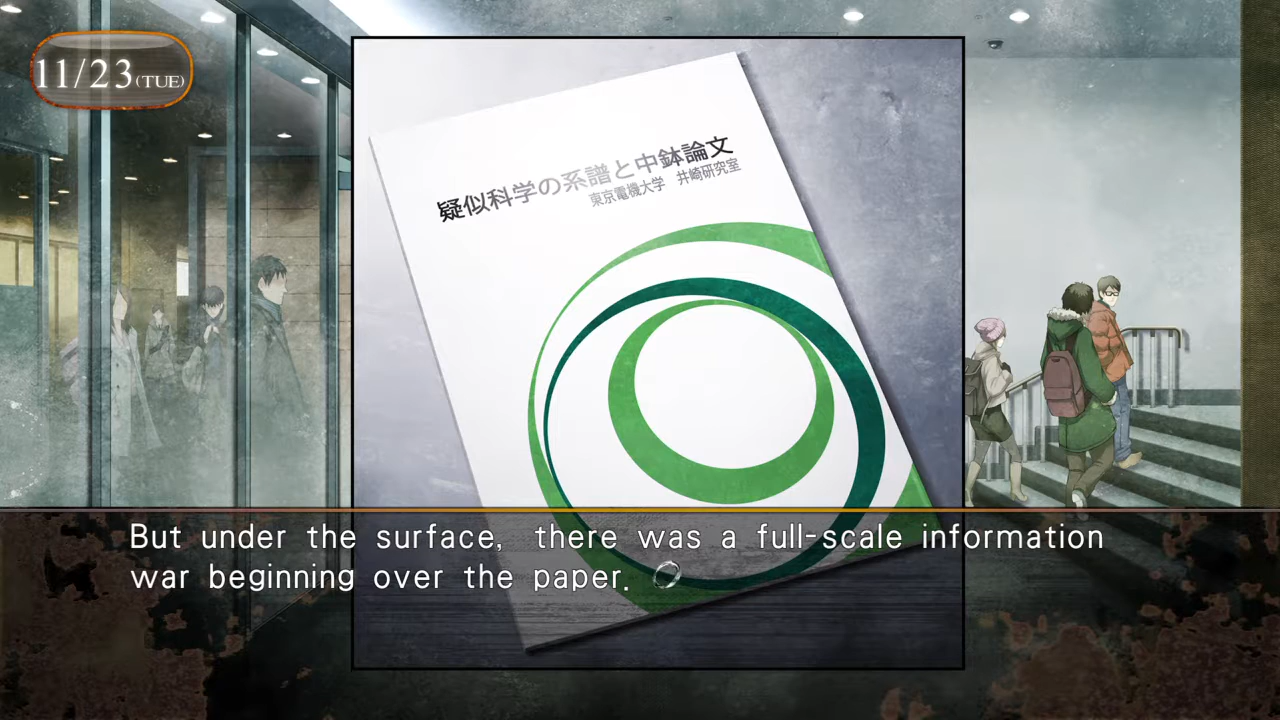 11/23(TUE)
疑似科学の系譜と中鉢論文
東京電機大学 井崎研究室
But under the surface, there was a full-scale information
war beginning over the paper.